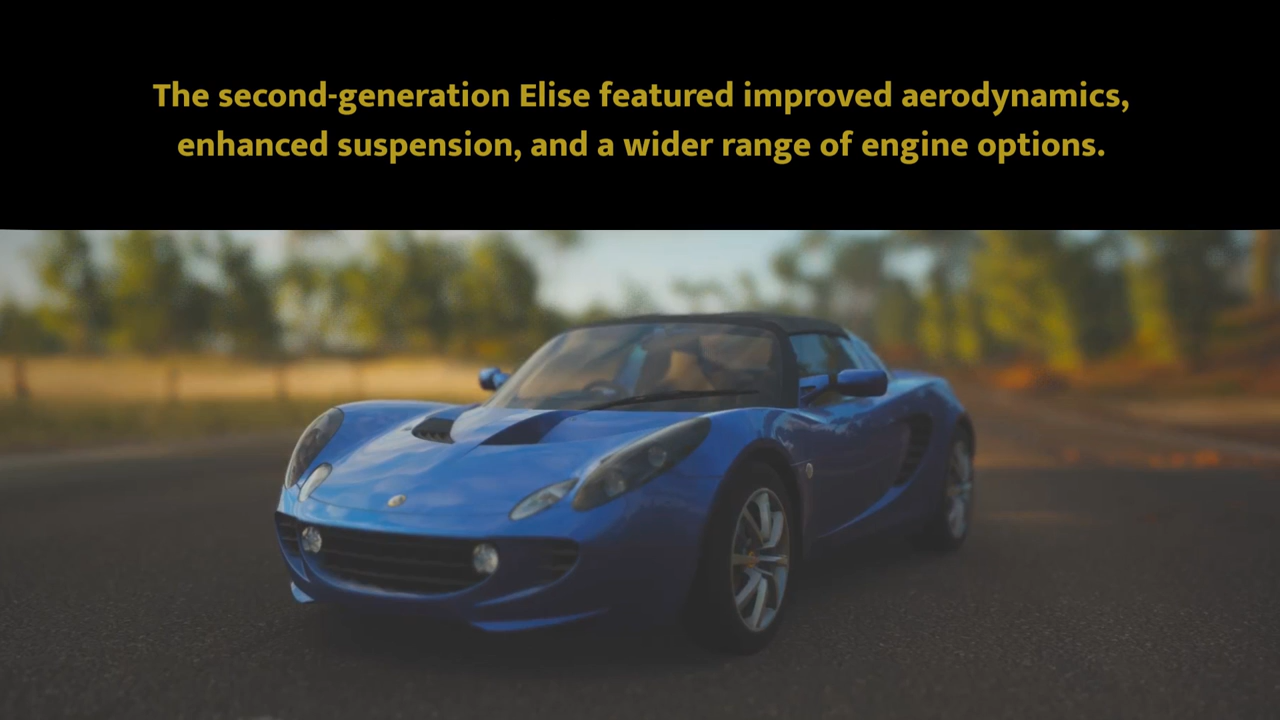 The second-generation Elise featured improved aerodynamics,
enhanced suspension, and a wider range of engine options.